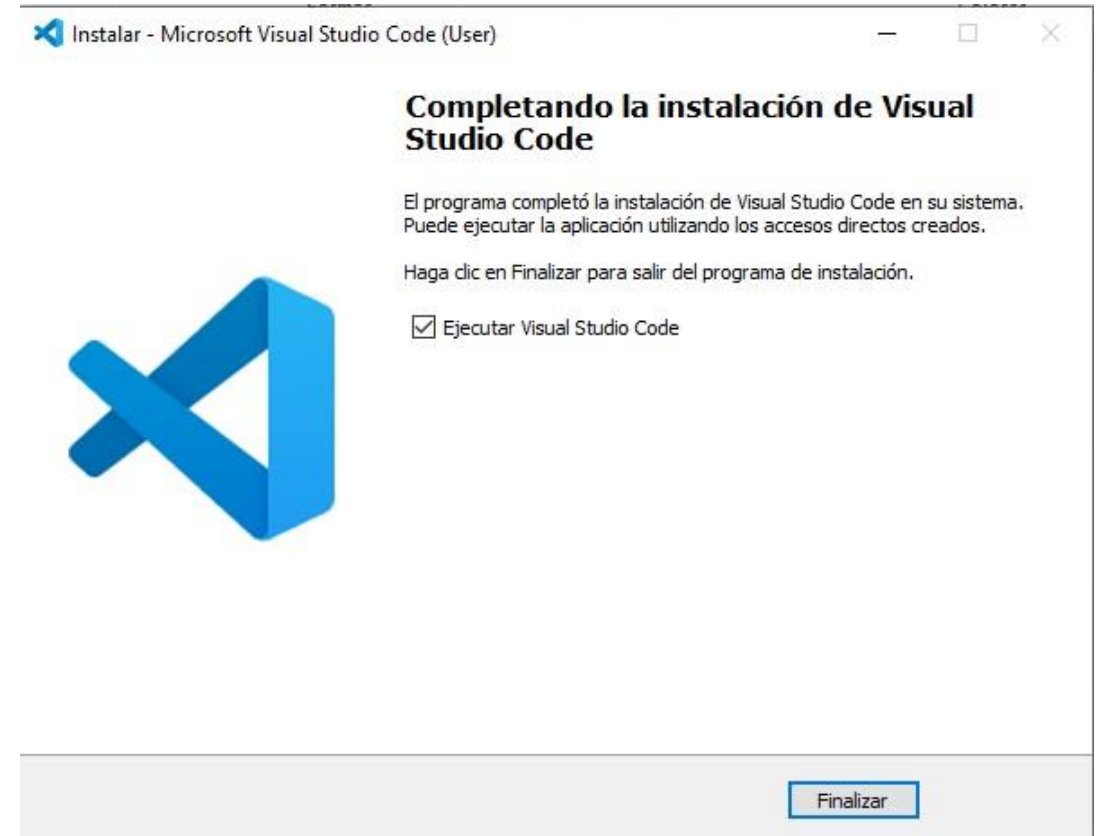 Instalar - Microsoft Visual Studio Code (User)
Completando la instalación de Visual
Studio Code
El programa completó la instalación de Visual Studio Code en su sistema.
Puede ejecutar la aplicación utilizando los accesos directos creados.
Haga clic en Finalizar para salir del programa de instalación.
Ejecutar Visual Studio Code
Finalizar